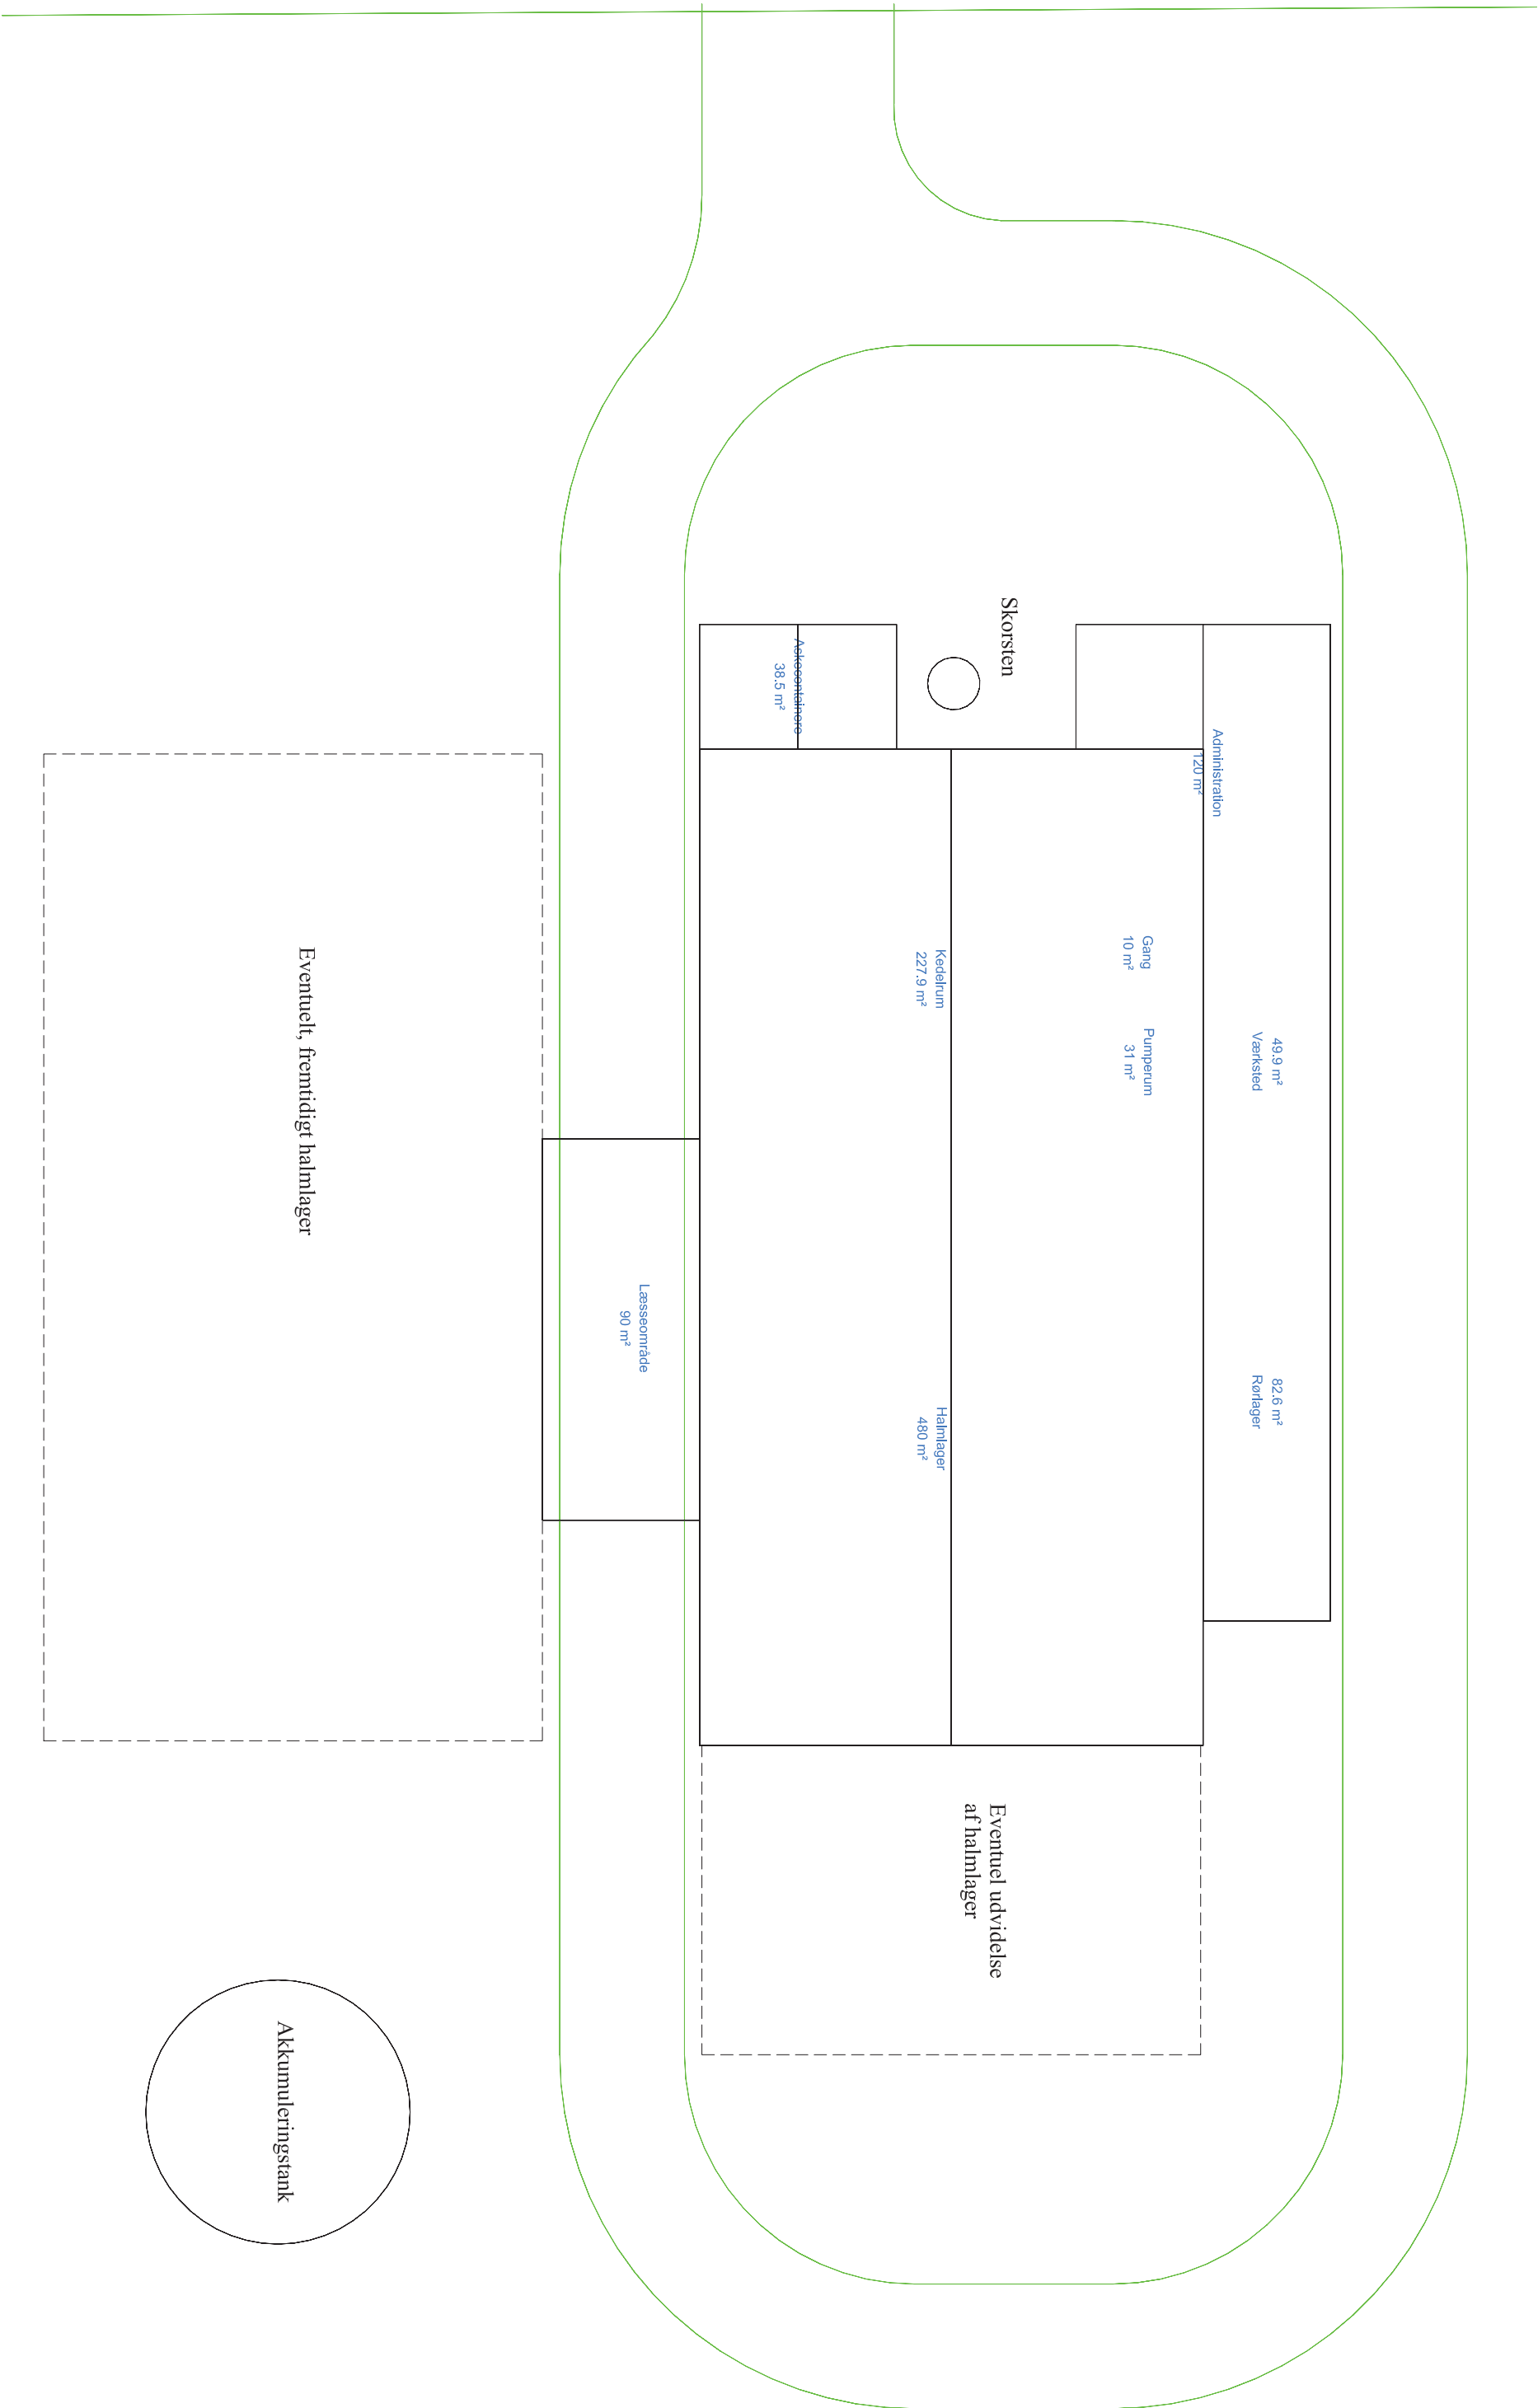 Skorsten
Askecontainere
38.5 m²
Administration
120 m²
Gang
10 m²
Kedelrum
227.9 m²
Pumperum
31 m²
49.9 m²
Værksted
Eventuelt, fremtidigt halmlager
Læsseområde
90 m²
Halmlager
480 m²
82.6 m²
Rørlager
Eventuel udvidelse
af halmlager
Akkumuleringstank